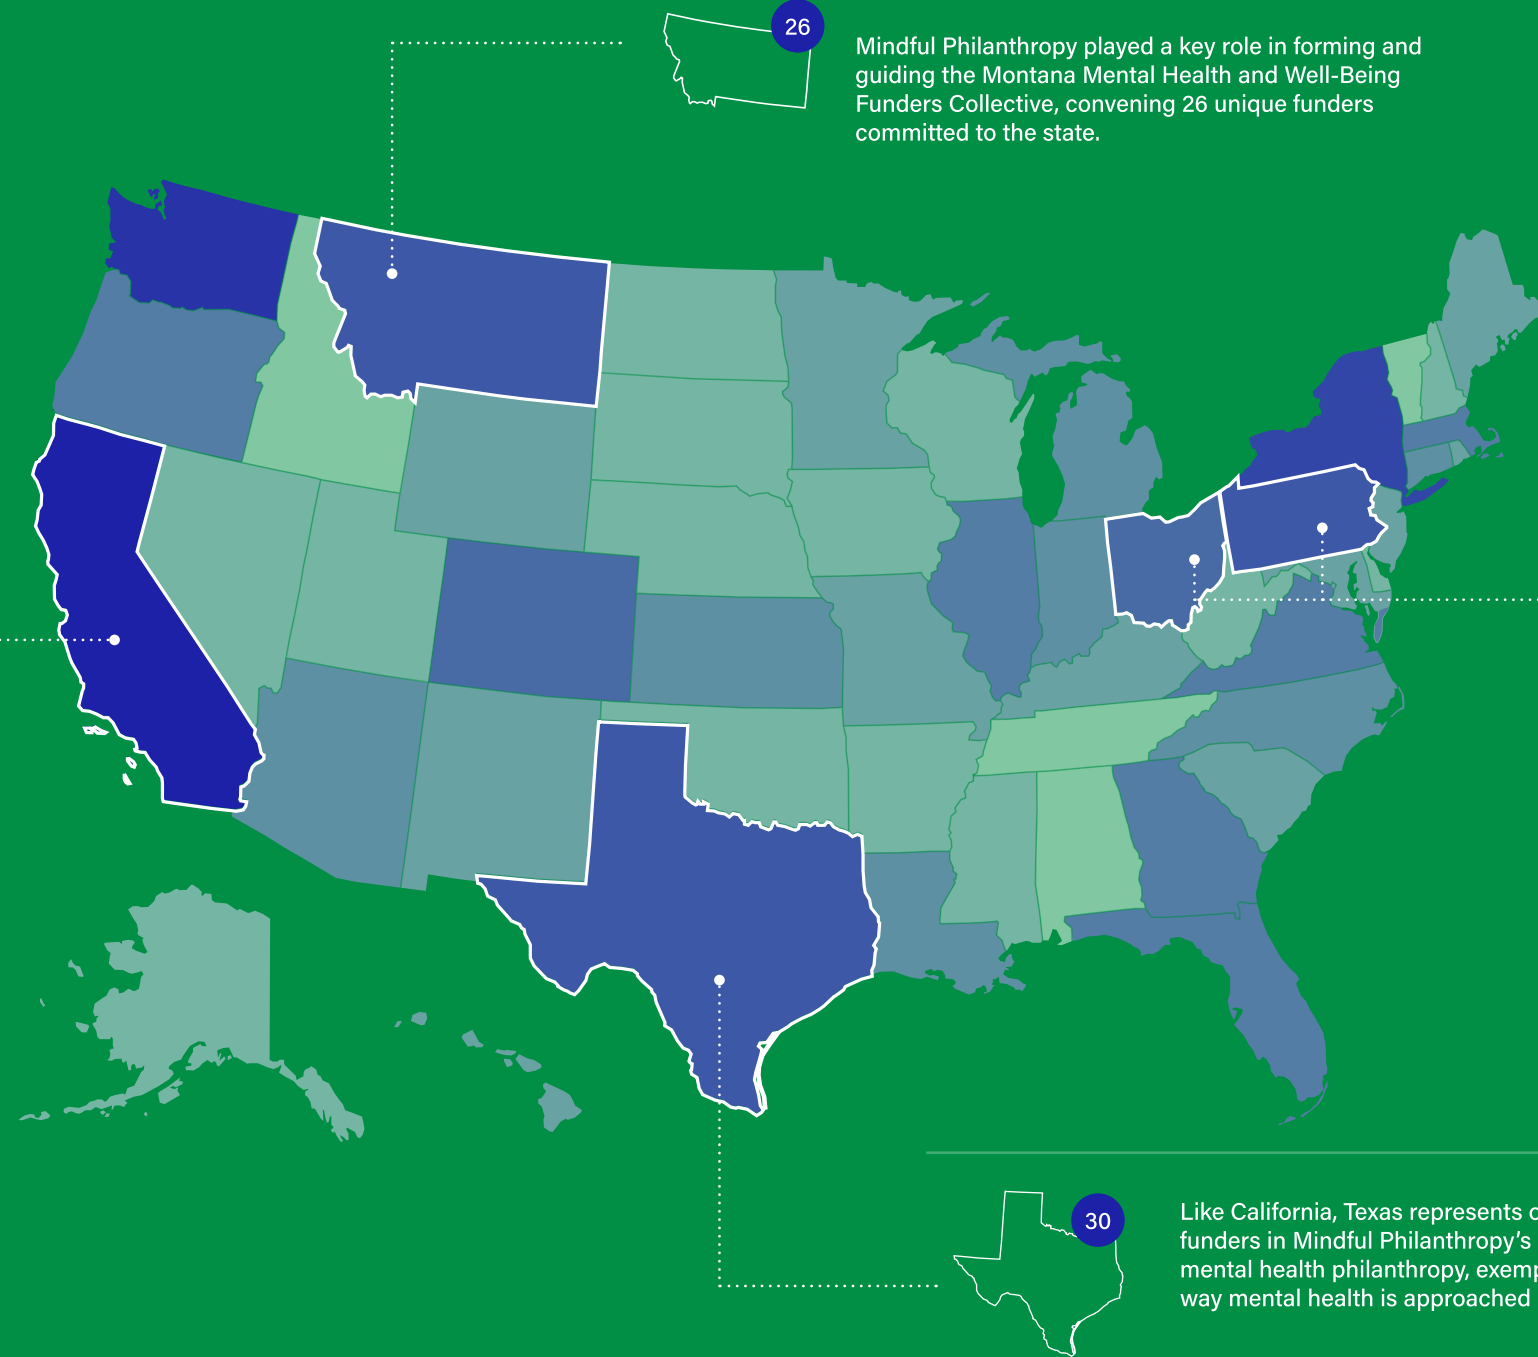 26
Mindful Philanthropy played a key role in forming and
guiding the Montana Mental Health and Well-Being
Funders Collective, convening 26 unique funders
committed to the state.
30
Like California, Texas represents
funders in Mindful Philanthropy’s
mental health philanthropy,
way mental health is approached